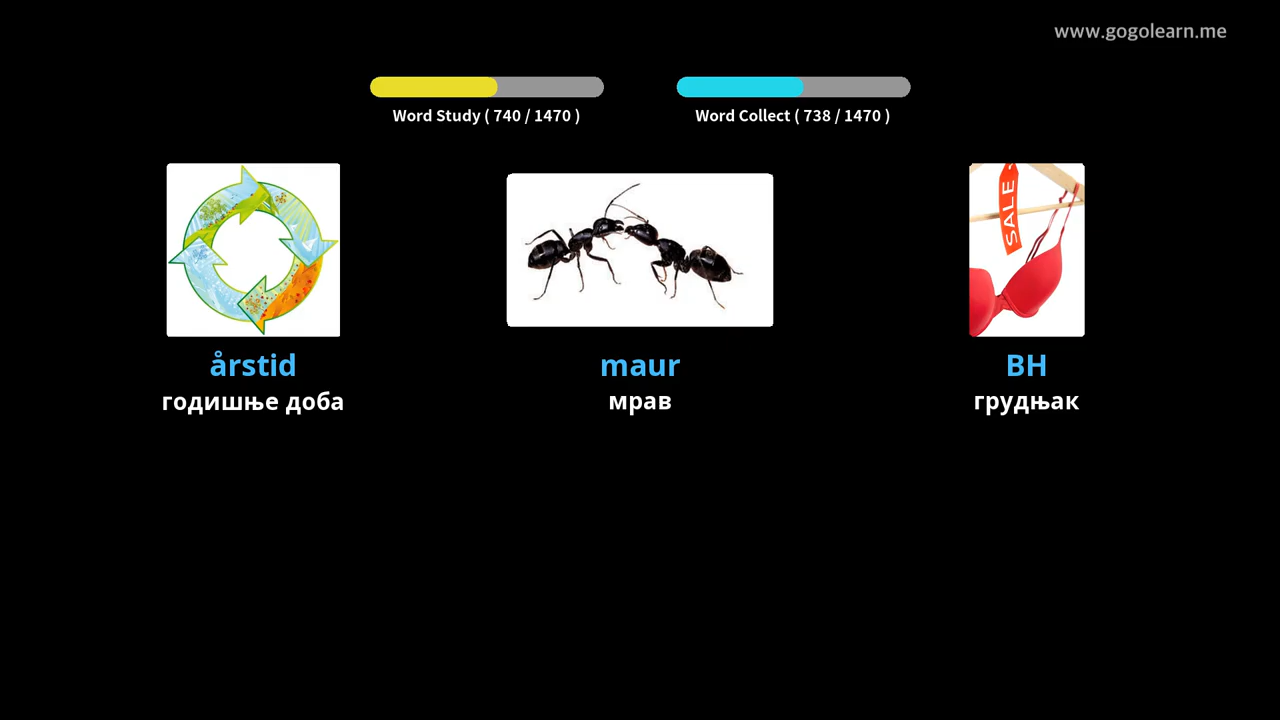 www.gogolearn.me
Word Study ( 740 / 1470 )
Word Collect ( 738 / 1470 )
SALE
årstid
maur
BH
годишње доба
мрав
грудњак